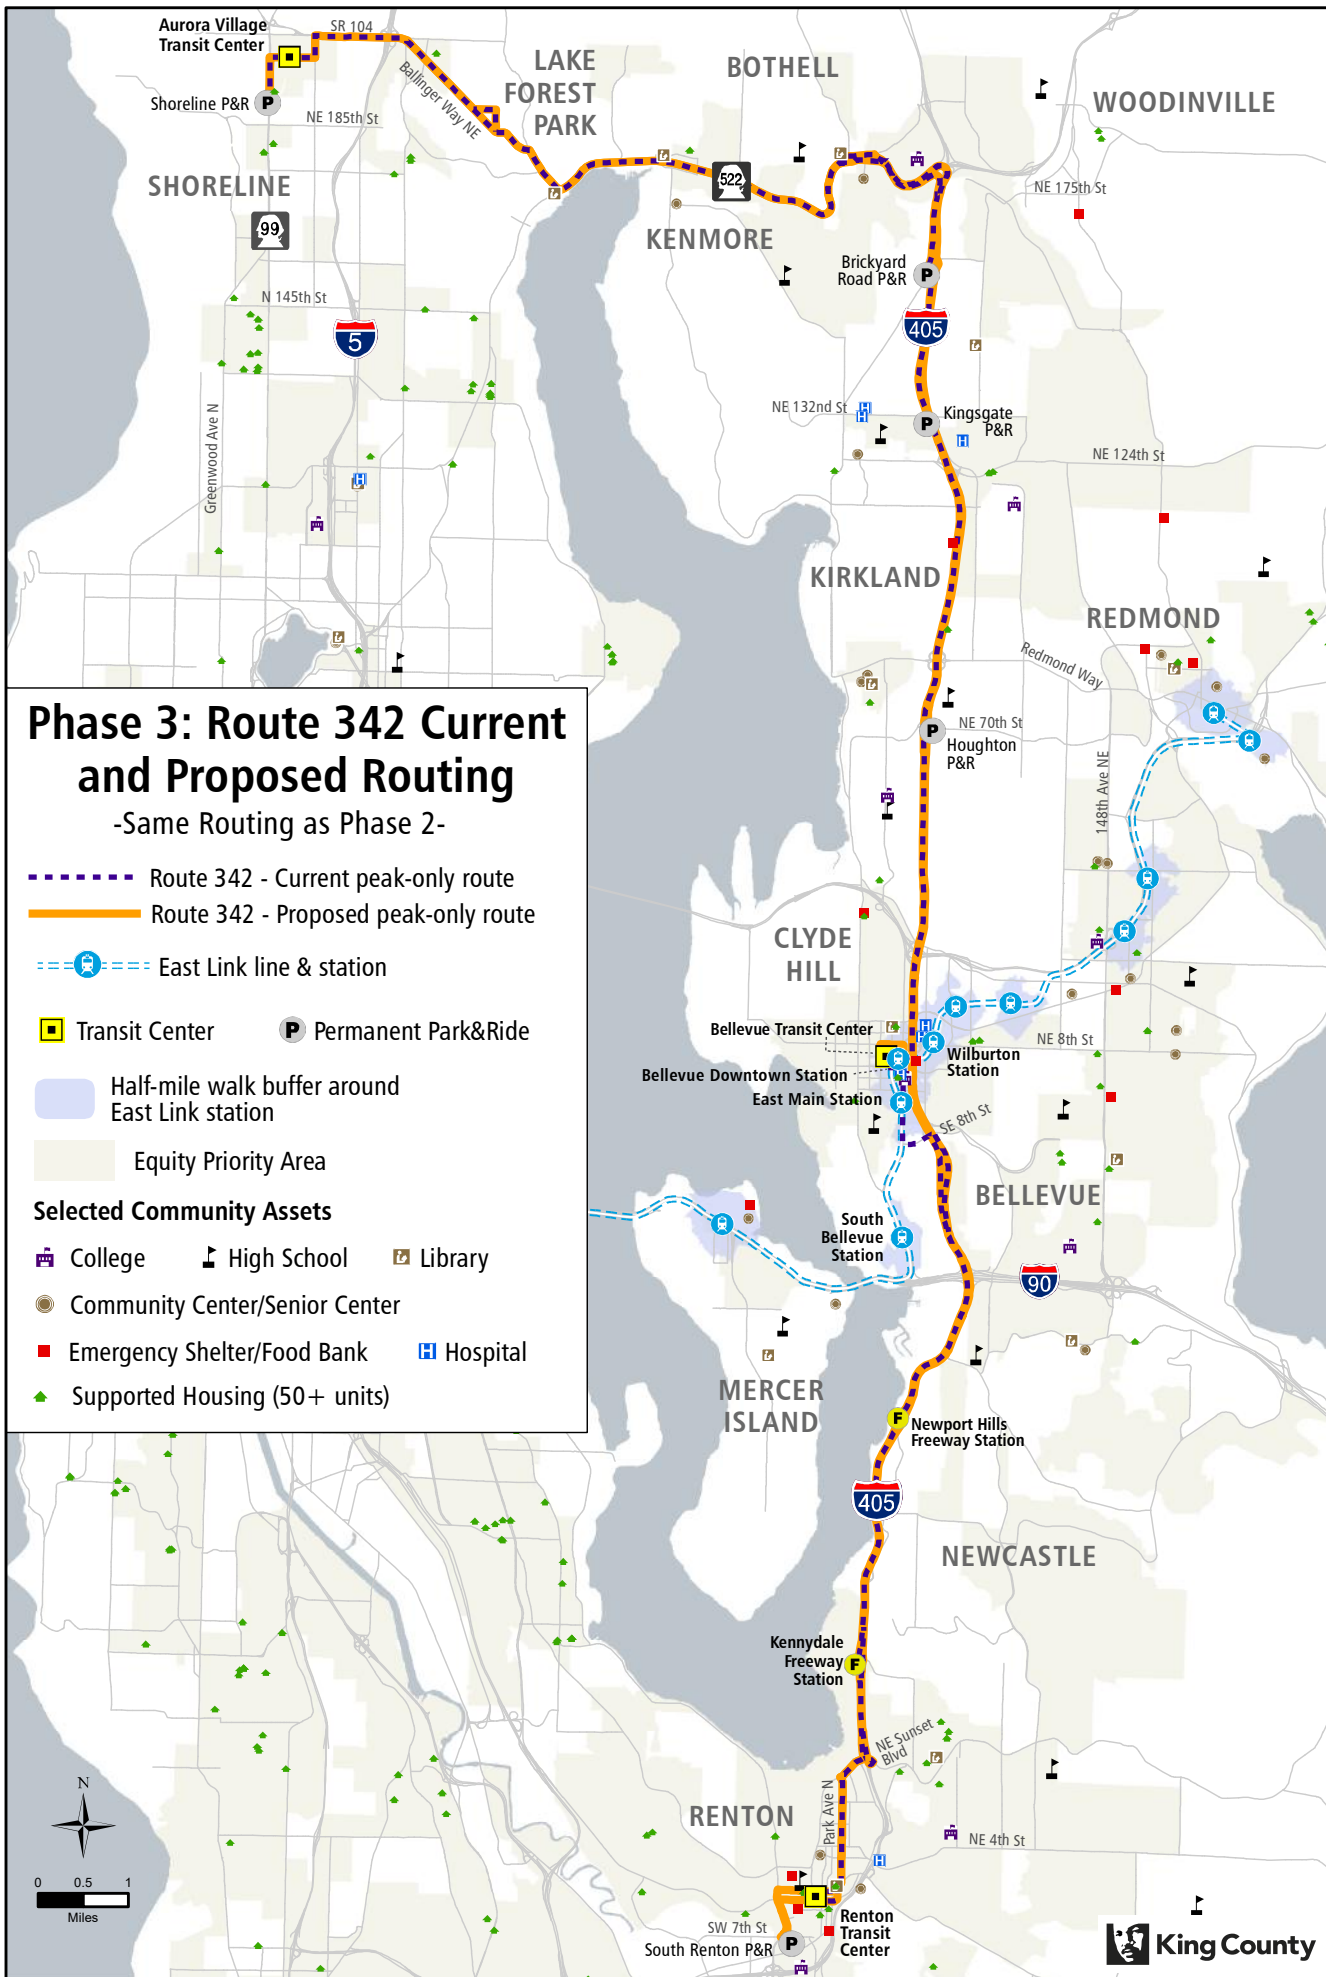 Aurora Village
Transit Center
SR 104
LAKE
FOREST
PARK
BOTHELL
WOODINVILLE
Shoreline P&R
P
NE 185th St
Ballinger Way NE
SHORELINE
99
522
NE 175th St
KENMORE
Brickyard
Road P&R
P
N 145th St
5
405
NE 132nd St
H
H
Kingsgate
P&R
P
H
Greenwood Ave N
NE 124th St
H
KIRKLAND
REDMOND
Redmond Way
NE 70th St
P
Houghton
P&R
148th Ave NE
Phase 3: Route 342 Current
and Proposed Routing
-Same Routing as Phase 2-
Route 342 - Current peak-only route
Route 342 - Proposed peak-only route
East Link line & station
Transit Center
P
Permanent Park&Ride
Half-mile walk buffer around
East Link station
Equity Priority Area
Selected Community Assets
College
High School
Library
Community Center/Senior Center
Emergency Shelter/Food Bank
H
Hospital
Supported Housing (50+ units)
CLYDE
HILL
Bellevue Transit Center
H
H
NE 8th St
Wilburton
Station
Bellevue Downtown Station
East Main Station
SE 8th St
BELLEVUE
South
Bellevue
Station
90
MERCER
ISLAND
F
Newport Hills
Freeway Station
405
NEWCASTLE
Kennydale
Freeway
Station
F
NE Sunset
Blvd
N
RENTON
Park Ave N
NE 4th St
H
0 0.5 1
Miles
SW 7th St
Renton
Transit
Center
South Renton P&R
P
King County